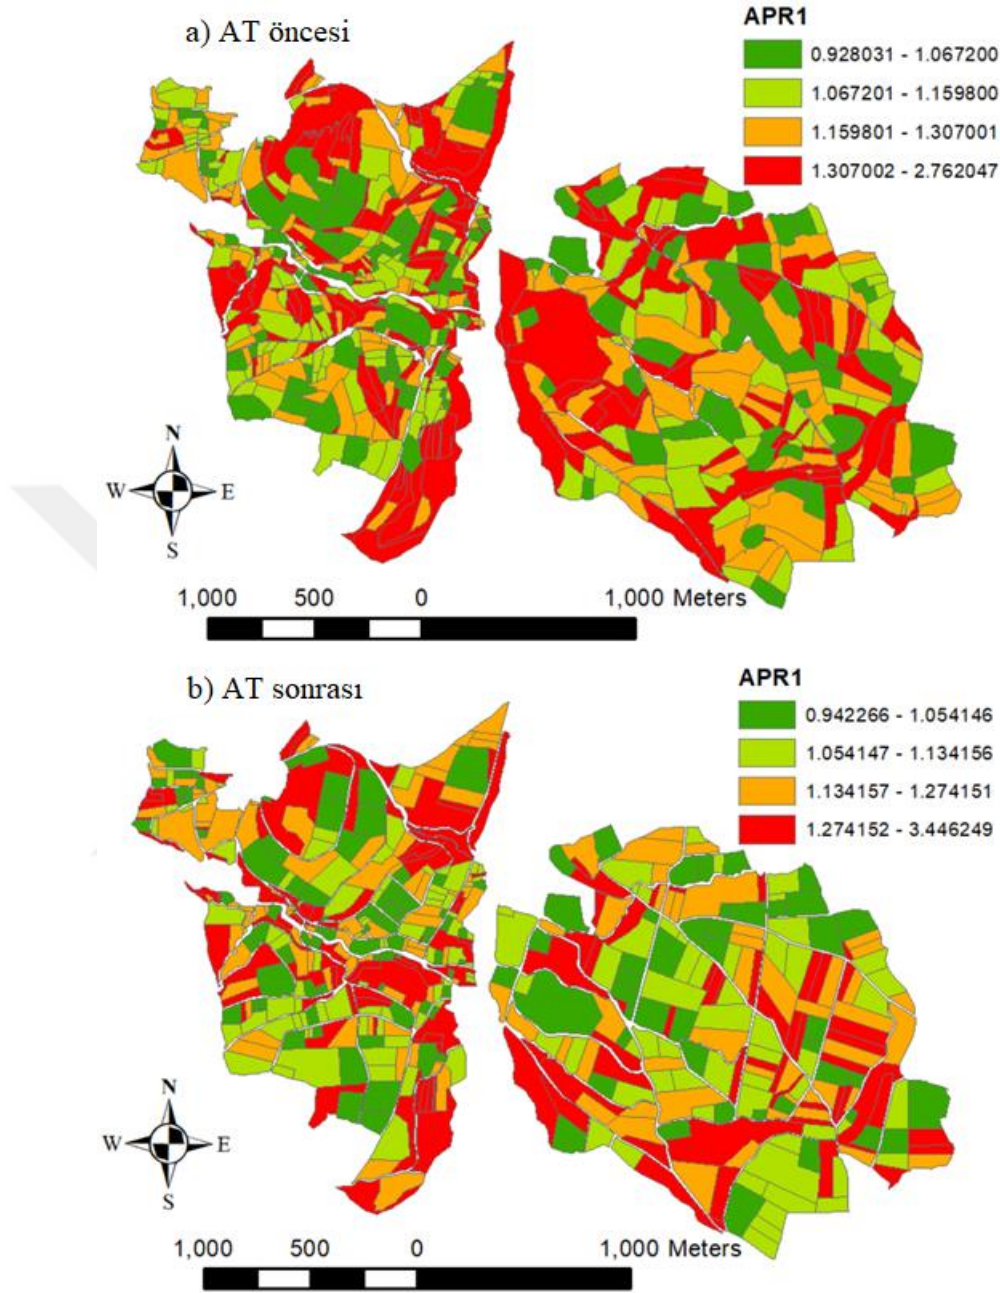 a) AT öncesi
APR1
0.928031 - 1.067200
1.067201 - 1.159800
1.159801 - 1.307001
1.307002 - 2.762047
N
W E
S
1,000 500 0 1,000 Meters
b) AT sonrası
APR1
0.942266 - 1.054146
1.054147 - 1.134156
1.134157 - 1.274151
1.274152 - 3.446249
N
W E
S
1,000 500 0 1,000 Meters